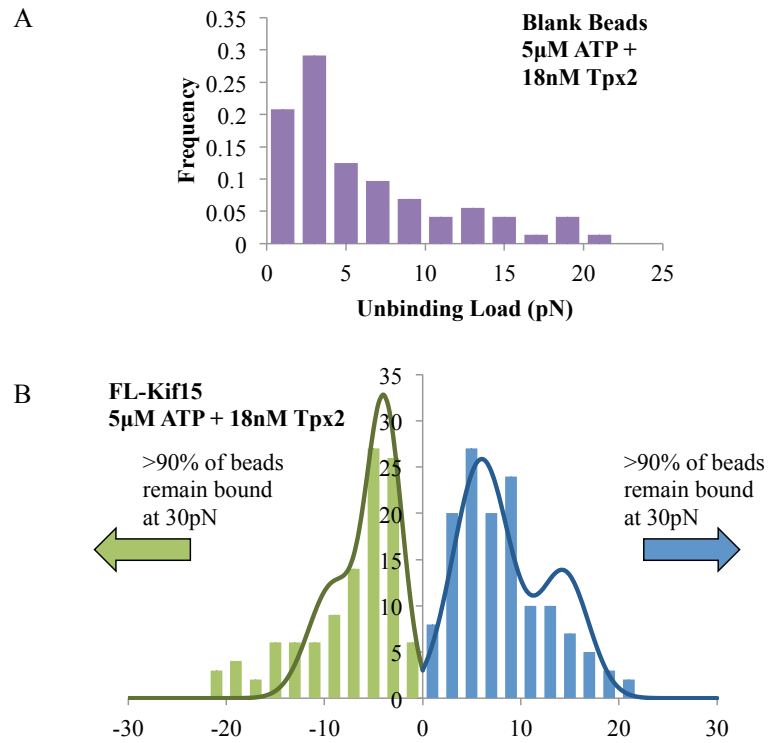 A
Blank Beads
5μM ATP +
18nM Tpx2
Frequency
0.35
0.3
0.25
0.2
0.15
0.1
0.05
0
0 5 10 15 20 25
Unbinding Load (pN)
B
FL-Kif15
5μM ATP + 18nM Tpx2
>90% of beads
remain bound
at 30pN
>90% of beads
remain bound
at 30pN
35
30
25
20
15
10
5
0
-30 -20 -10 0 10 20 30